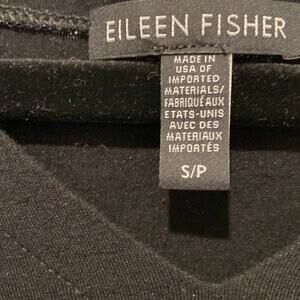 EILEEN FISHER
MADE IN
USA OF
IMPORTED
MATERIALS/
FABRIQUÉ AUX
ETATS-UNIS
AVEC DES
MATERIAUX
IMPORTÉS
S/P